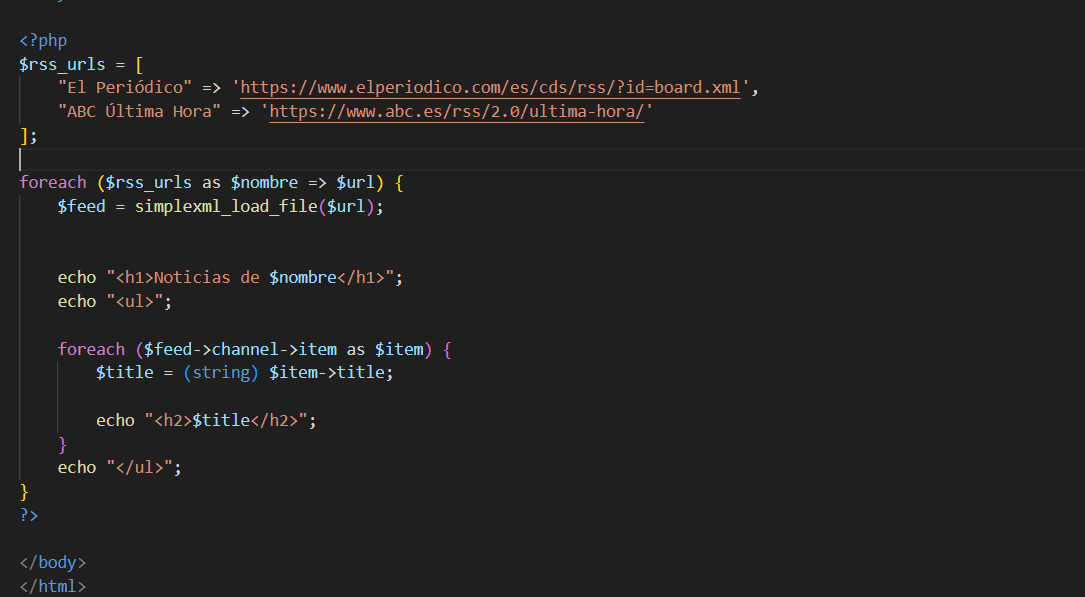 <?php
$rss_urls = [
    "El Periódico" => 'https://www.elperiodico.com/es/cds/rss/?id=board.xml',
    "ABC Última Hora" => 'https://www.abc.es/rss/2.0/ultima-hora/'
];
foreach ($rss_urls as $nombre => $url) {
    $feed = simplexml_load_file($url);
    echo "<h1>Noticias de $nombre</h1>";
    echo "<ul>";
    foreach ($feed->channel->item as $item) {
        $title = (string) $item->title;
        echo "<h2>$title</h2>";
    }
    echo "</ul>";
}
?>
</body>
</html>